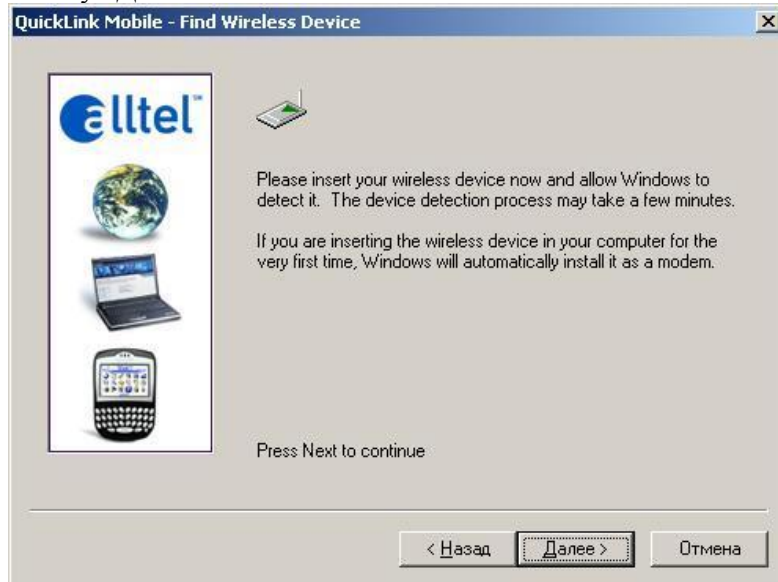 QuickLink Mobile - Find Wireless Device
alltel
Please insert your wireless device now and allow Windows to
detect it. The device detection process may take a few minutes.
If you are inserting the wireless device in your computer for the
very first time, Windows will automatically install it as a modem.
Press Next to continue
< Назад Далее > Отмена